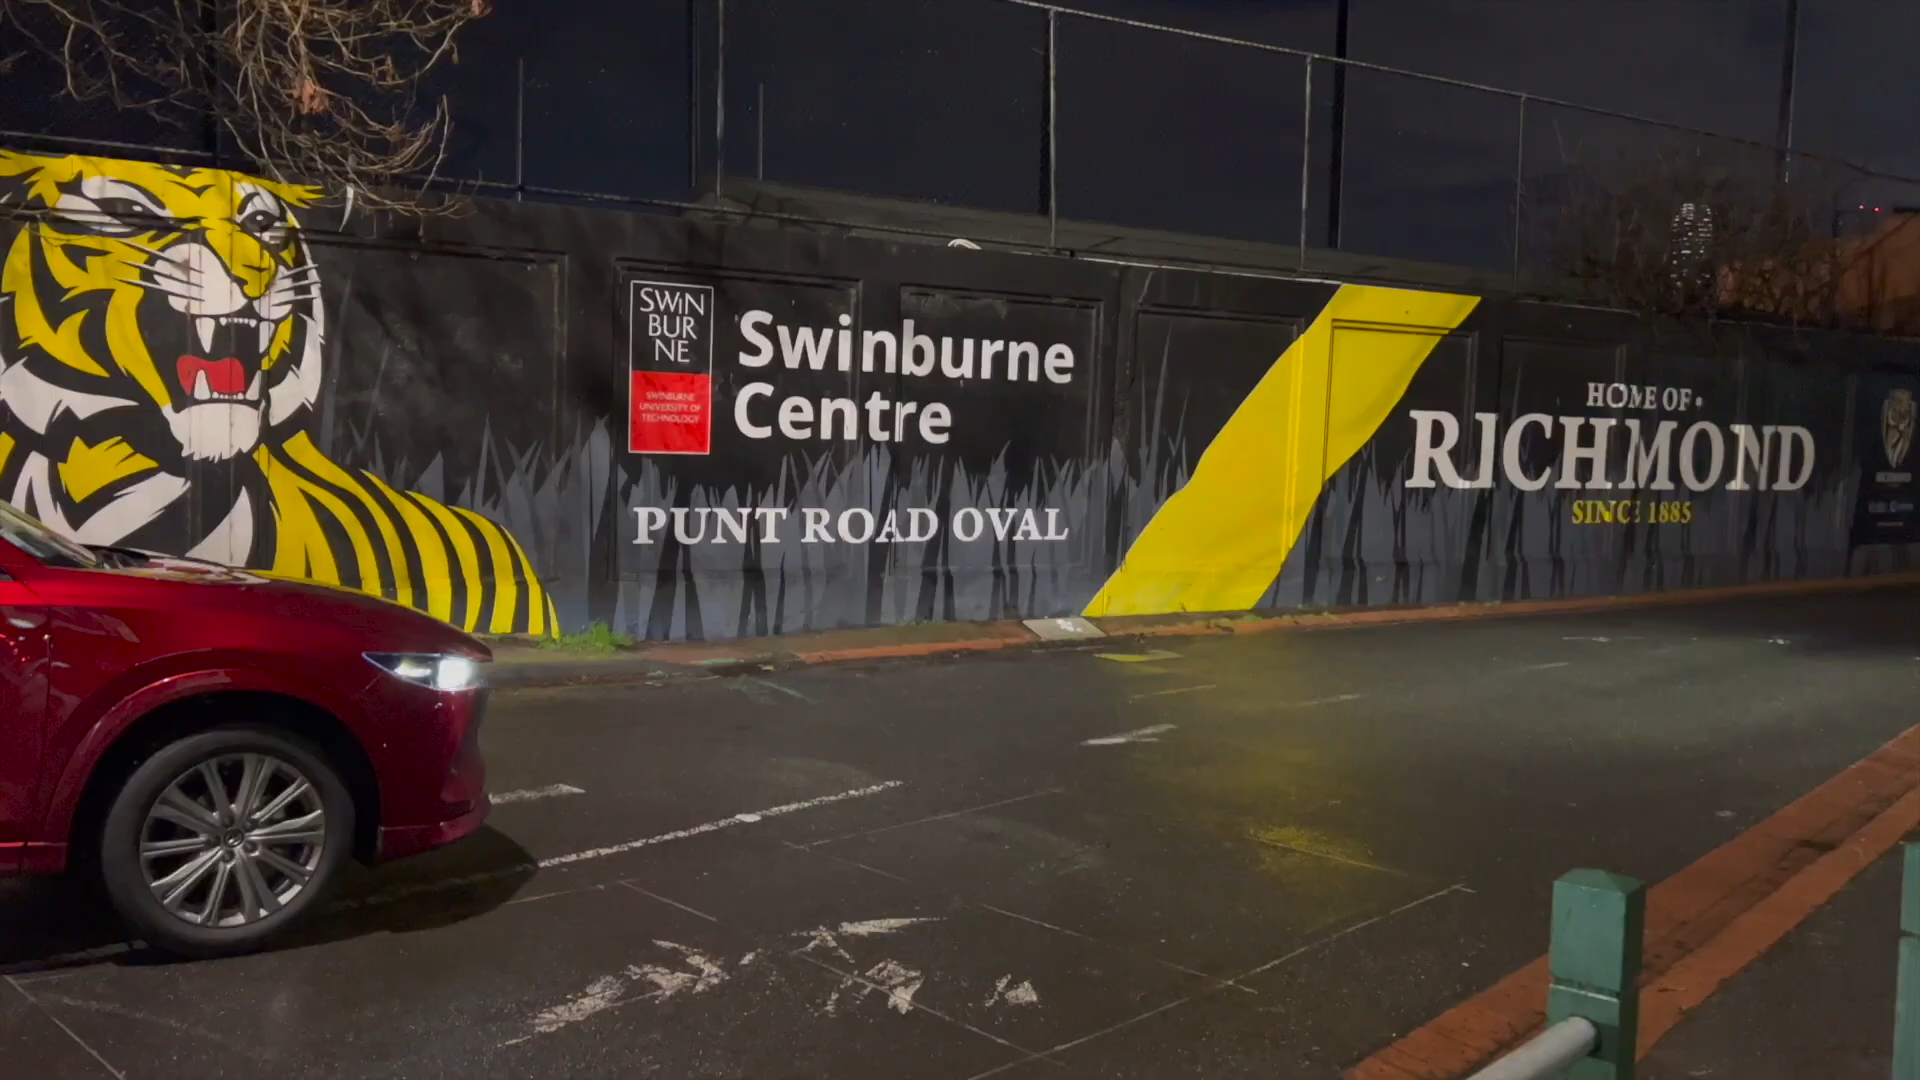 SWIN
BUR
NE
SWINBURNE
UNIVERSITY OF
TECHNOLOGY
Swinburne
Centre
PUNT ROAD OVAL
HOME OF
RICHMOND
SINCE 1885